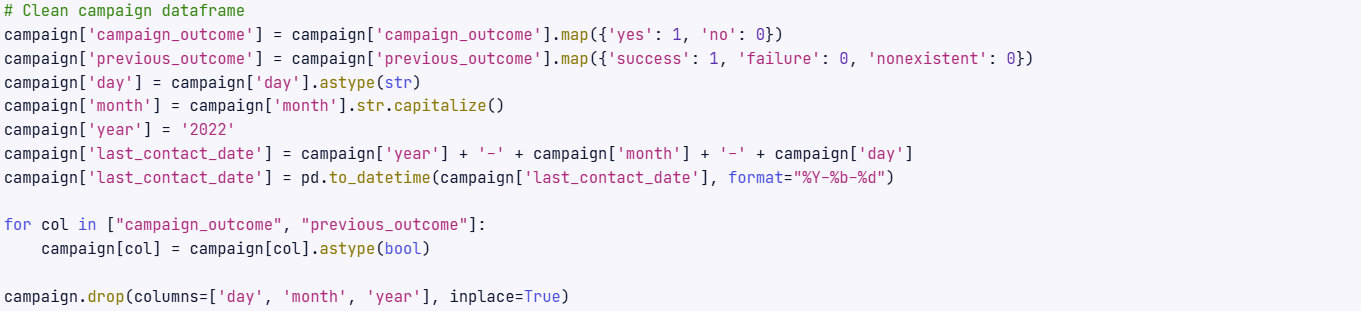 # Clean campaign dataframe
campaign['campaign_outcome'] = campaign['campaign_outcome'].map({'yes': 1, 'no': 0})
campaign['previous_outcome'] = campaign['previous_outcome'].map({'success': 1, 'failure': 0, 'nonexistent': 0})
campaign['day'] = campaign['day'].astype(str)
campaign['month'] = campaign['month'].str.capitalize()
campaign['year'] = '2022'
campaign['last_contact_date'] = campaign['year'] + '-' + campaign['month'] + '-' + campaign['day']
campaign['last_contact_date'] = pd.to_datetime(campaign['last_contact_date'], format="%Y-%b-%d")
for col in ["campaign_outcome", "previous_outcome"]:
    campaign[col] = campaign[col].astype(bool)
campaign.drop(columns=['day', 'month', 'year'], inplace=True)